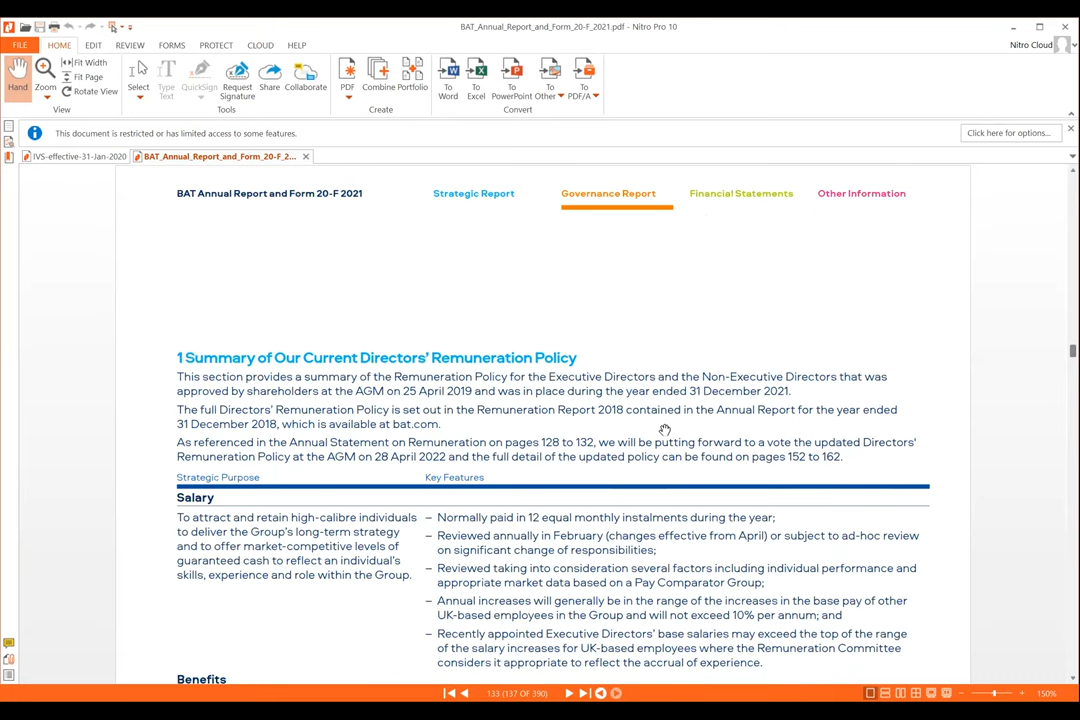 BAT_Annual_Report_and_Form_20-F_2021.pdf - Nitro Pro 10
FILE HOME EDIT REVIEW FORMS PROTECT CLOUD HELP
Nitro Cloud
Hand
Zoom
Fit Width
Fit Page
Rotate View
View
Select
Type Text
QuickSign
Request Signature
Share
Collaborate
Tools
PDF
Combine
Portfolio
Create
To Word
To Excel
To PowerPoint
To Other
To PDF/A
Convert
This document is restricted or has limited access to some features.
Click here for options...
IVS-effective-31-Jan-2020
BAT_Annual_Report_and_Form_20-F_2...
BAT Annual Report and Form 20-F 2021
Strategic Report
Governance Report
Financial Statements
Other Information
1 Summary of Our Current Directors' Remuneration Policy
This section provides a summary of the Remuneration Policy for the Executive Directors and the Non-Executive Directors that was
approved by shareholders at the AGM on 25 April 2019 and was in place during the year ended 31 December 2021.
The full Directors' Remuneration Policy is set out in the Remuneration Report 2018 contained in the Annual Report for the year ended
31 December 2018, which is available at bat.com.
As referenced in the Annual Statement on Remuneration on pages 128 to 132, we will be putting forward to a vote the updated Directors'
Remuneration Policy at the AGM on 28 April 2022 and the full detail of the updated policy can be found on pages 152 to 162.
Strategic Purpose
Key Features
Salary
To attract and retain high-calibre individuals
to deliver the Group's long-term strategy
and to offer market-competitive levels of
guaranteed cash to reflect an individual's
skills, experience and role within the Group.
– Normally paid in 12 equal monthly instalments during the year;
– Reviewed annually in February (changes effective from April) or subject to ad-hoc review
on significant change of responsibilities;
– Reviewed taking into consideration several factors including individual performance and
appropriate market data based on a Pay Comparator Group;
– Annual increases will generally be in the range of the increases in the base pay of other
UK-based employees in the Group and will not exceed 10% per annum; and
– Recently appointed Executive Directors' base salaries may exceed the top of the range
of the salary increases for UK-based employees where the Remuneration Committee
considers it appropriate to reflect the accrual of experience.
Benefits
133 (137 OF 390)
150%